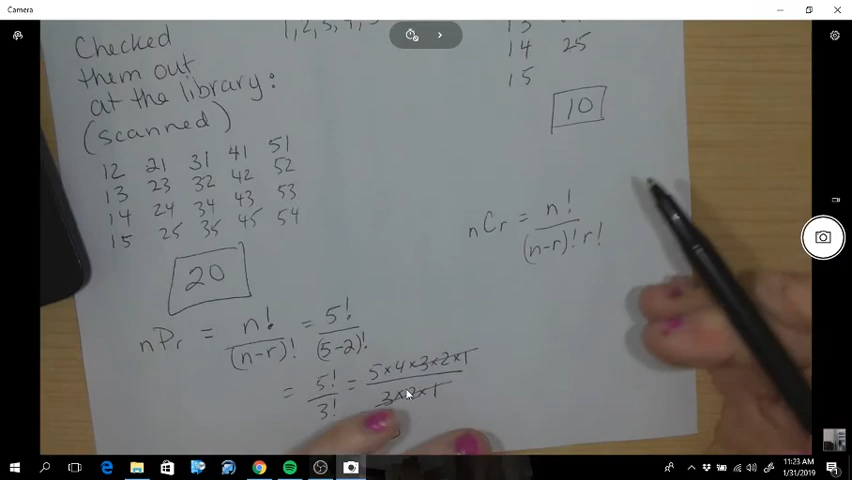 Camera
1, 2, 3, 4, 5
Checked
them out
at the library:
(scanned)
12 21 31 41 51
13 23 32 42 52
14 24 34 43 53
15 25 35 45 54
20
14 25
15
10
nPr = n! / (n-r)! = 5! / (5-2)!
= 5! / 3! = 5×4×3×2×1 / 3×2×1
nCr = n! / (n-r)! r!
11:23 AM
1/31/2019